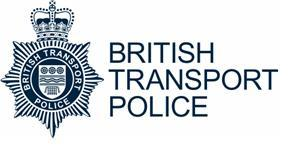 BRITISH TRANSPORT
POLICE
BRITISH
TRANSPORT
POLICE